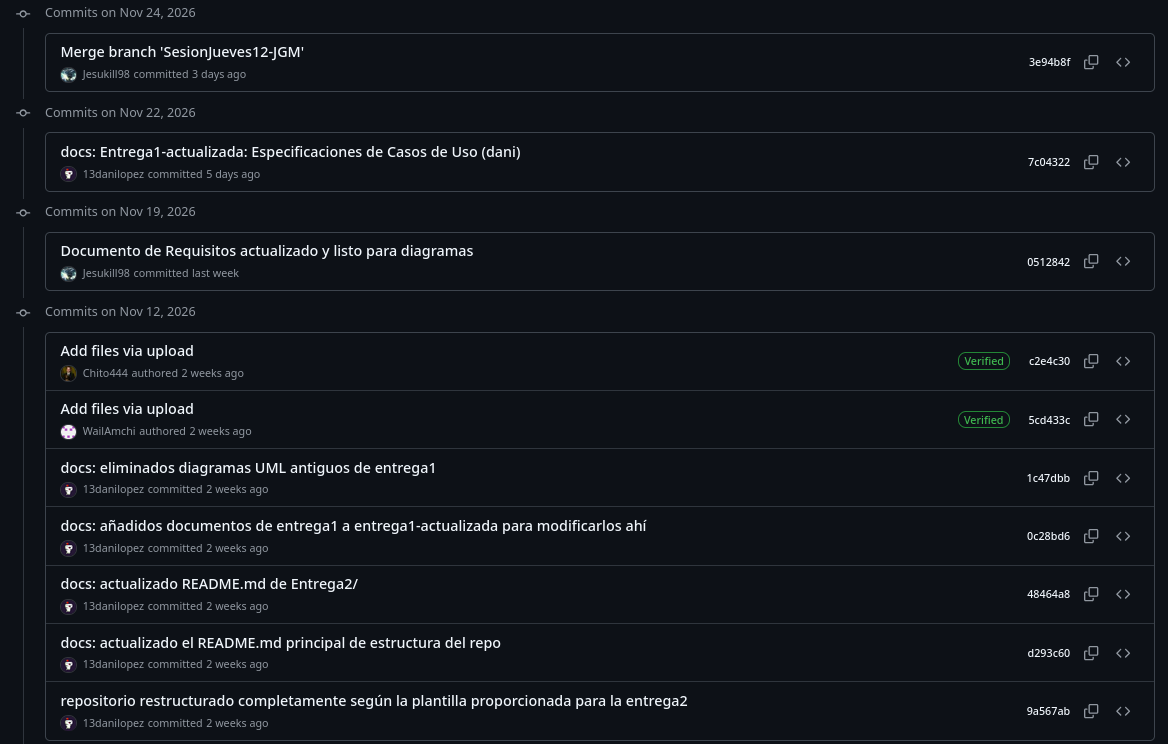 Commits on Nov 24, 2026
Merge branch 'SesionJueves12-JGM'
Jesukill98 committed 3 days ago
3e94b8f
Commits on Nov 22, 2026
docs: Entrega1-actualizada: Especificaciones de Casos de Uso (dani)
13danilopez committed 5 days ago
7c04322
Commits on Nov 19, 2026
Documento de Requisitos actualizado y listo para diagramas
Jesukill98 committed last week
0512842
Commits on Nov 12, 2026
Add files via upload
Chito444 authored 2 weeks ago
Verified
c2e4c30
Add files via upload
WailAmchi authored 2 weeks ago
Verified
5cd433c
docs: eliminados diagramas UML antiguos de entrega1
13danilopez committed 2 weeks ago
1c47dbb
docs: añadidos documentos de entrega1 a entrega1-actualizada para modificarlos ahí
13danilopez committed 2 weeks ago
0c28bd6
docs: actualizado README.md de Entrega2/
13danilopez committed 2 weeks ago
48464a8
docs: actualizado el README.md principal de estructura del repo
13danilopez committed 2 weeks ago
d293c60
repositorio restructurado completamente según la plantilla proporcionada para la entrega2
13danilopez committed 2 weeks ago
9a567ab